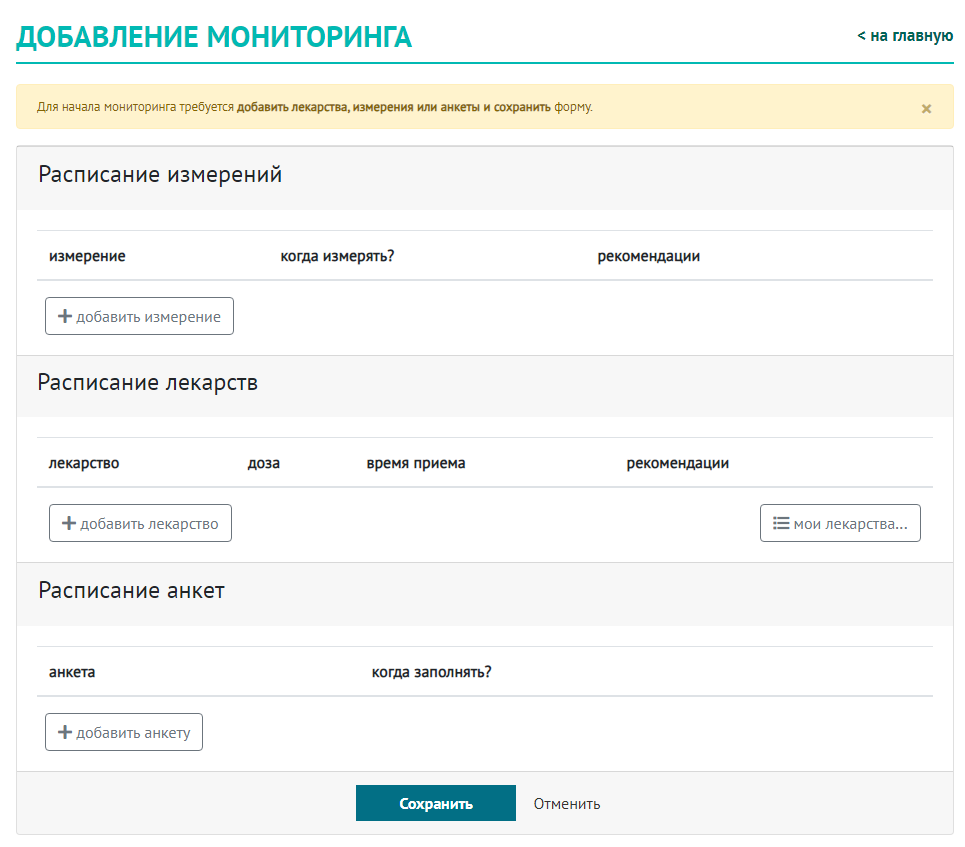 ДОБАВЛЕНИЕ МОНИТОРИНГА
< на главную
Для начала мониторинга требуется добавить лекарства, измерения или анкеты и сохранить форму.
×
Расписание измерений
измерение когда измерять? рекомендации
+ добавить измерение
Расписание лекарств
лекарство доза время приема рекомендации
+ добавить лекарство мои лекарства...
Расписание анкет
анкета когда заполнять?
+ добавить анкету
Сохранить Отменить